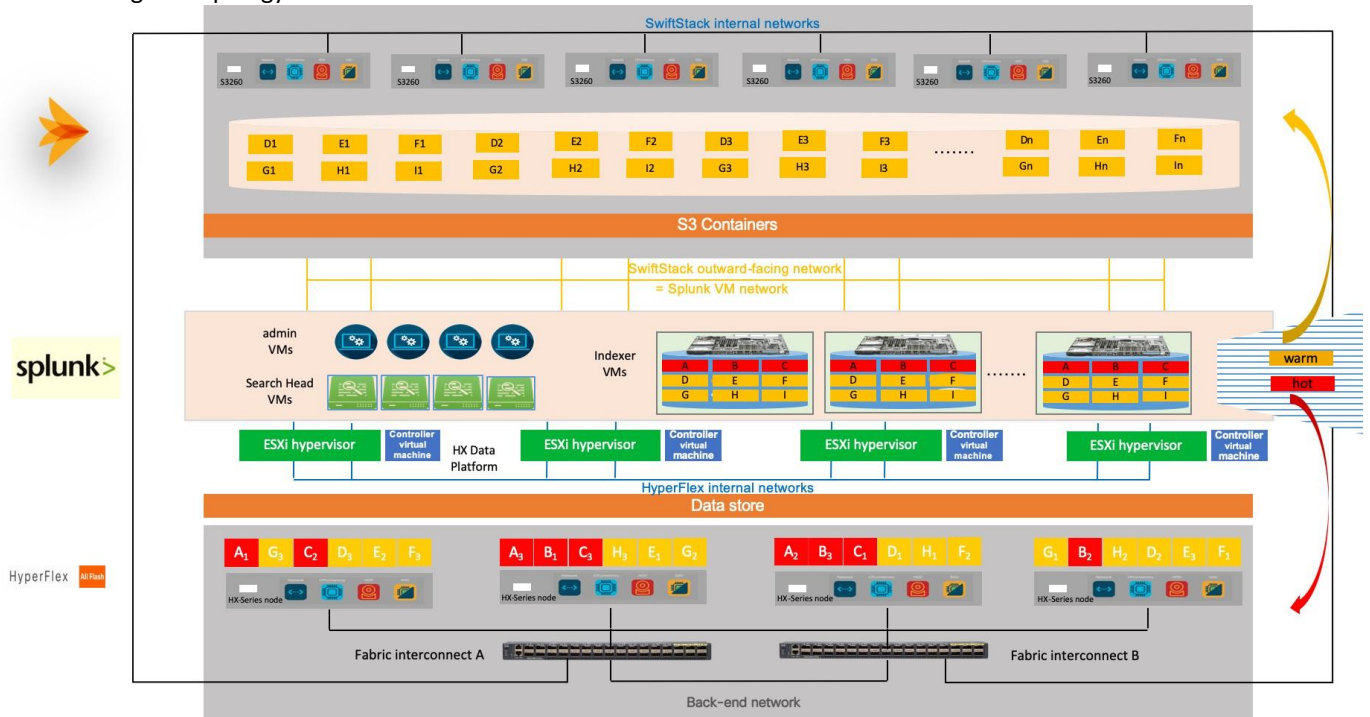 SwiftStack internal networks
S3260 S3260 S3260 S3260 S3260 S3260
D1 E1 F1 D2 E2 F2 D3 E3 F3 ....... Dn En Fn
G1 H1 I1 G2 H2 I2 G3 H3 I3 Gn Hn In
S3 Containers
SwiftStack outward-facing network
= Splunk VM network
splunk>
admin
VMs
Search Head
VMs
Indexer
VMs
A B C
D E F
G H I
A B C
D E F
G H I
.......
A B C
D E F
G H I
warm
hot
ESXi hypervisor
Controller
virtual
machine
HX Data
Platform
ESXi hypervisor
Controller
virtual
machine
ESXi hypervisor
Controller
virtual
machine
ESXi hypervisor
Controller
virtual
machine
HyperFlex internal networks
Data store
HyperFlex All Flash
A1 G3 C2 D3 E2 F3
A3 B1 C3 H3 E1 G2
A2 B3 C1 D1 H1 F2
G1 B2 H2 D2 E3 F1
HX-Series node HX-Series node HX-Series node HX-Series node
Fabric interconnect A
Fabric interconnect B
Back-end network